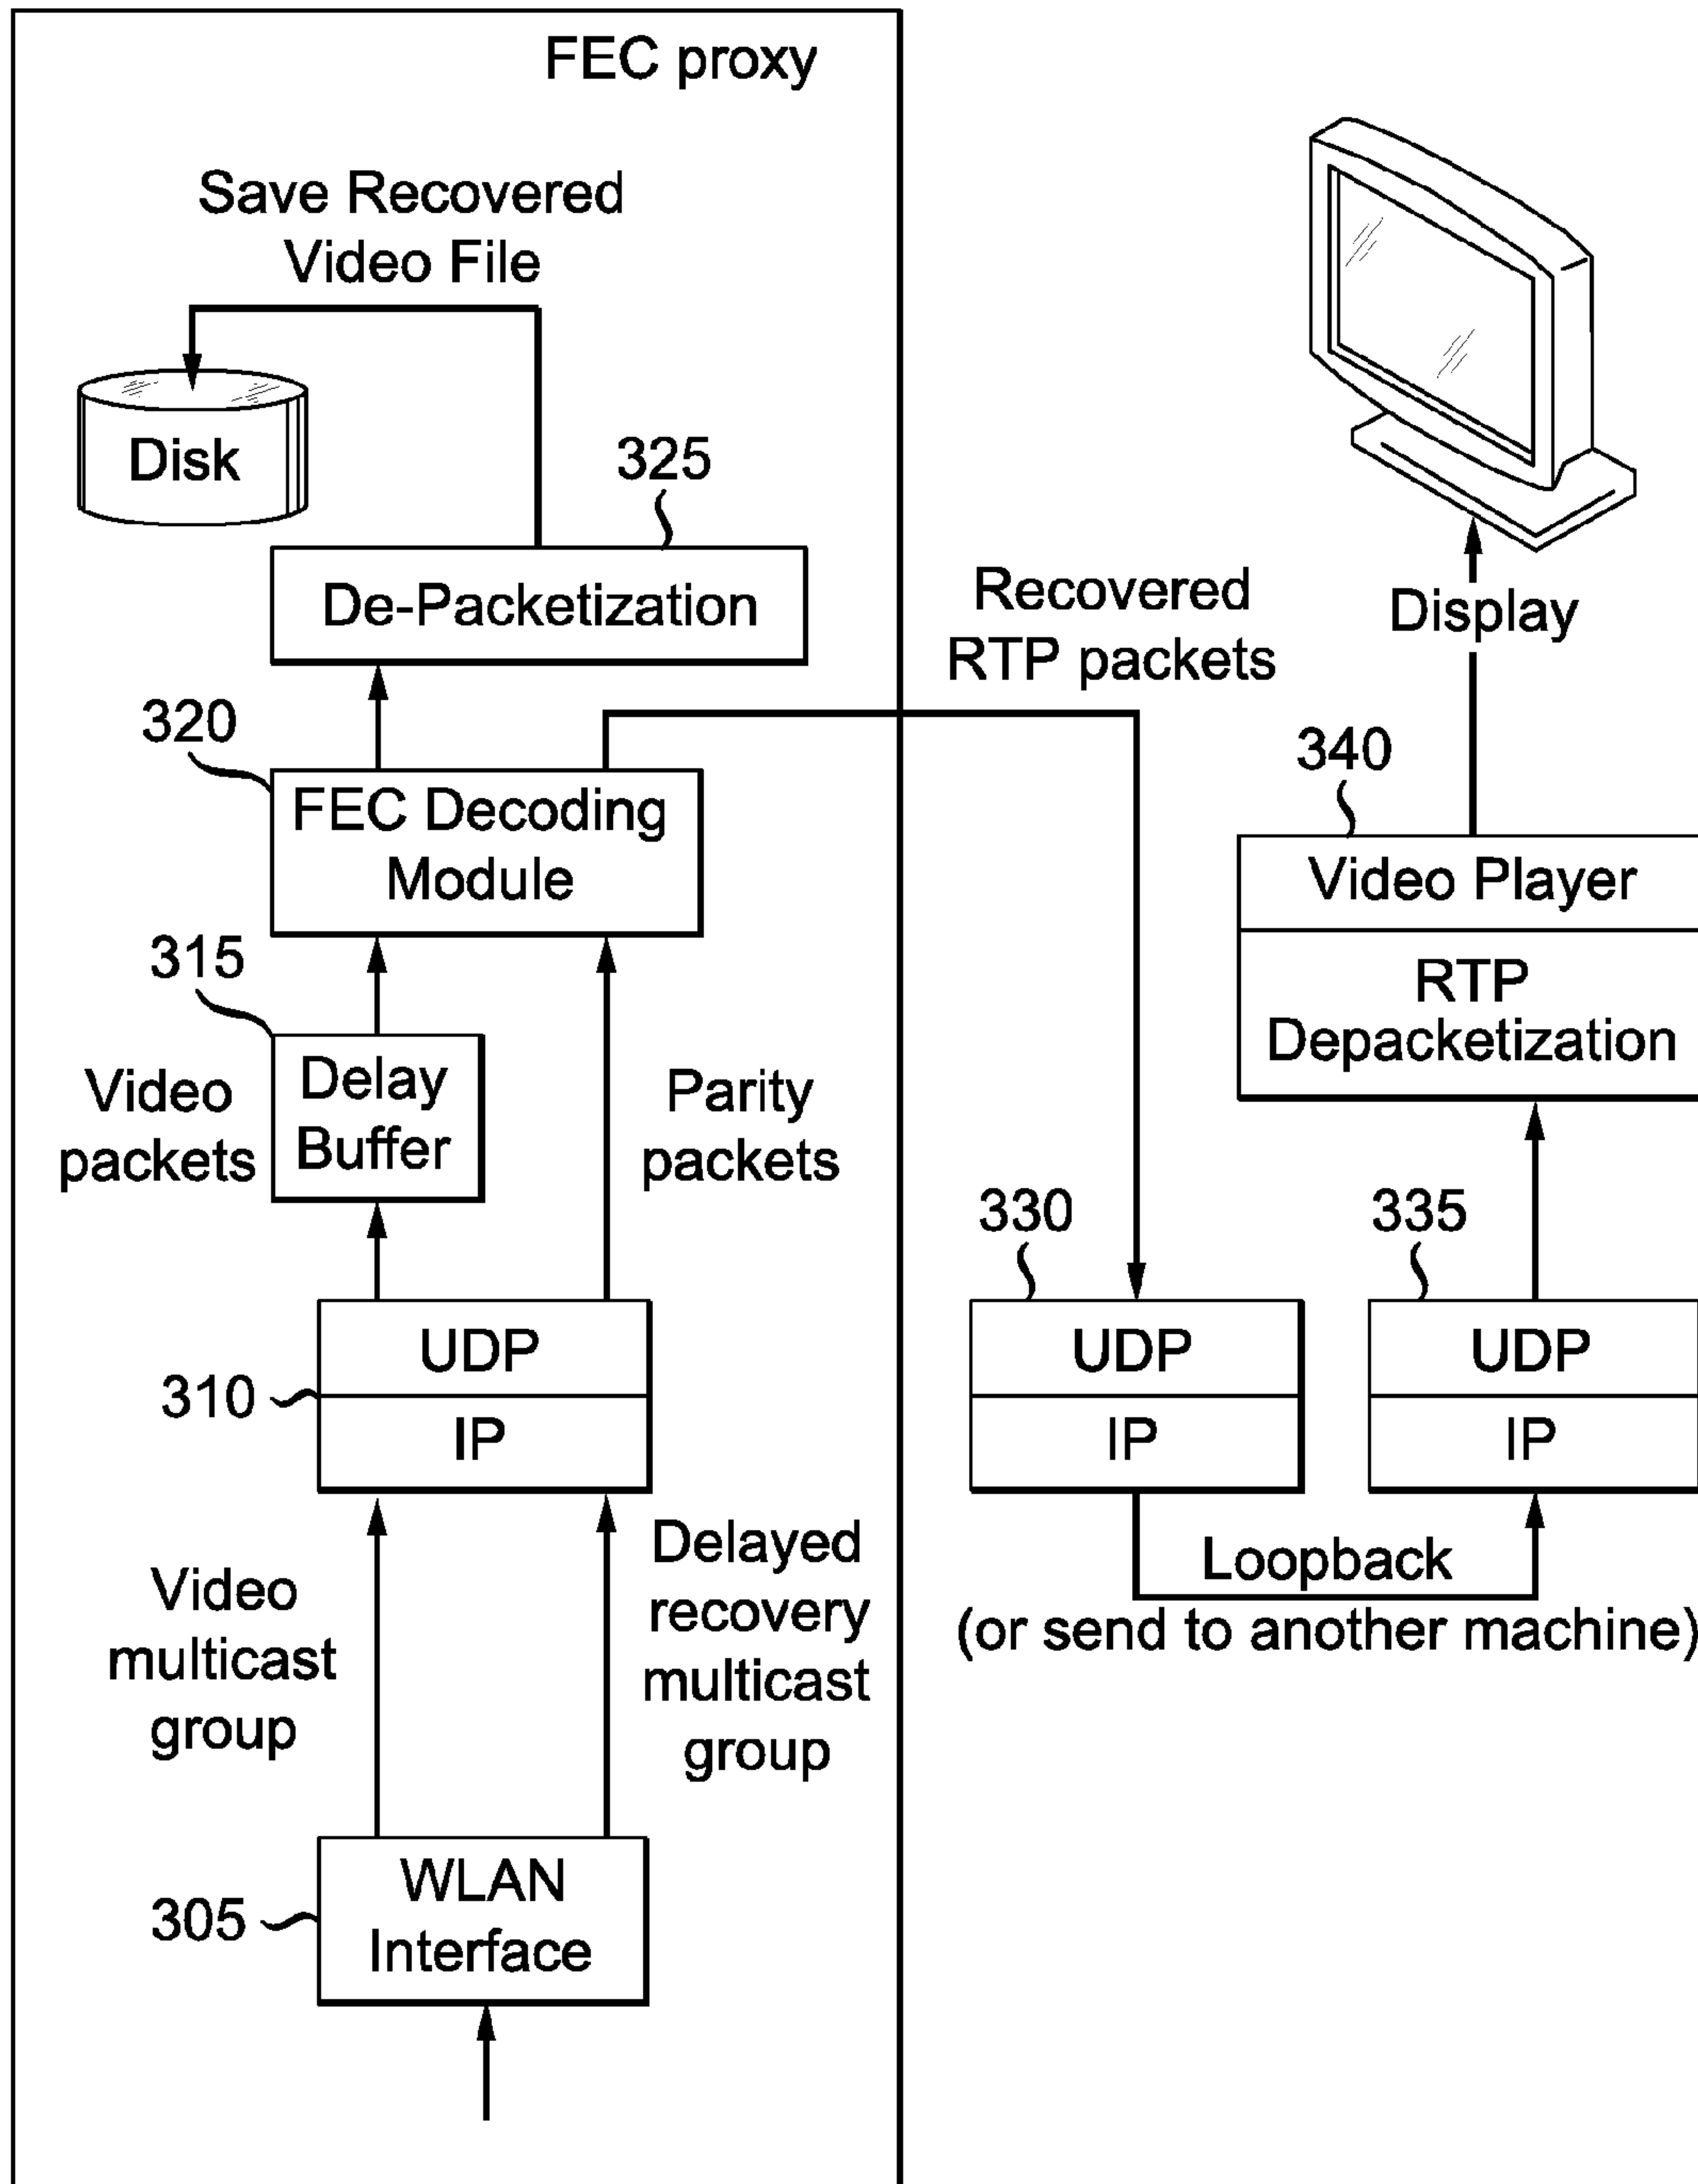 FEC proxy
Save Recovered
Video File
Disk
325
De-Packetization
320
FEC Decoding
Module
315
Delay
Buffer
Video
packets
Parity
packets
310
UDP
IP
Video
multicast
group
Delayed
recovery
multicast
group
305
WLAN
Interface
Recovered
RTP packets
Display
340
Video Player
RTP
Depacketization
330
UDP
IP
335
UDP
IP
Loopback
(or send to another machine)